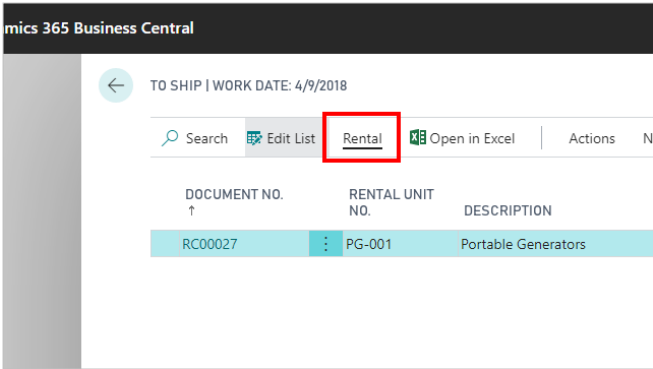 mics 365 Business Central
TO SHIP | WORK DATE: 4/9/2018
Search Edit List Rental Open in Excel Actions N
DOCUMENT NO. ↑ RENTAL UNIT NO. DESCRIPTION
RC00027 PG-001 Portable Generators